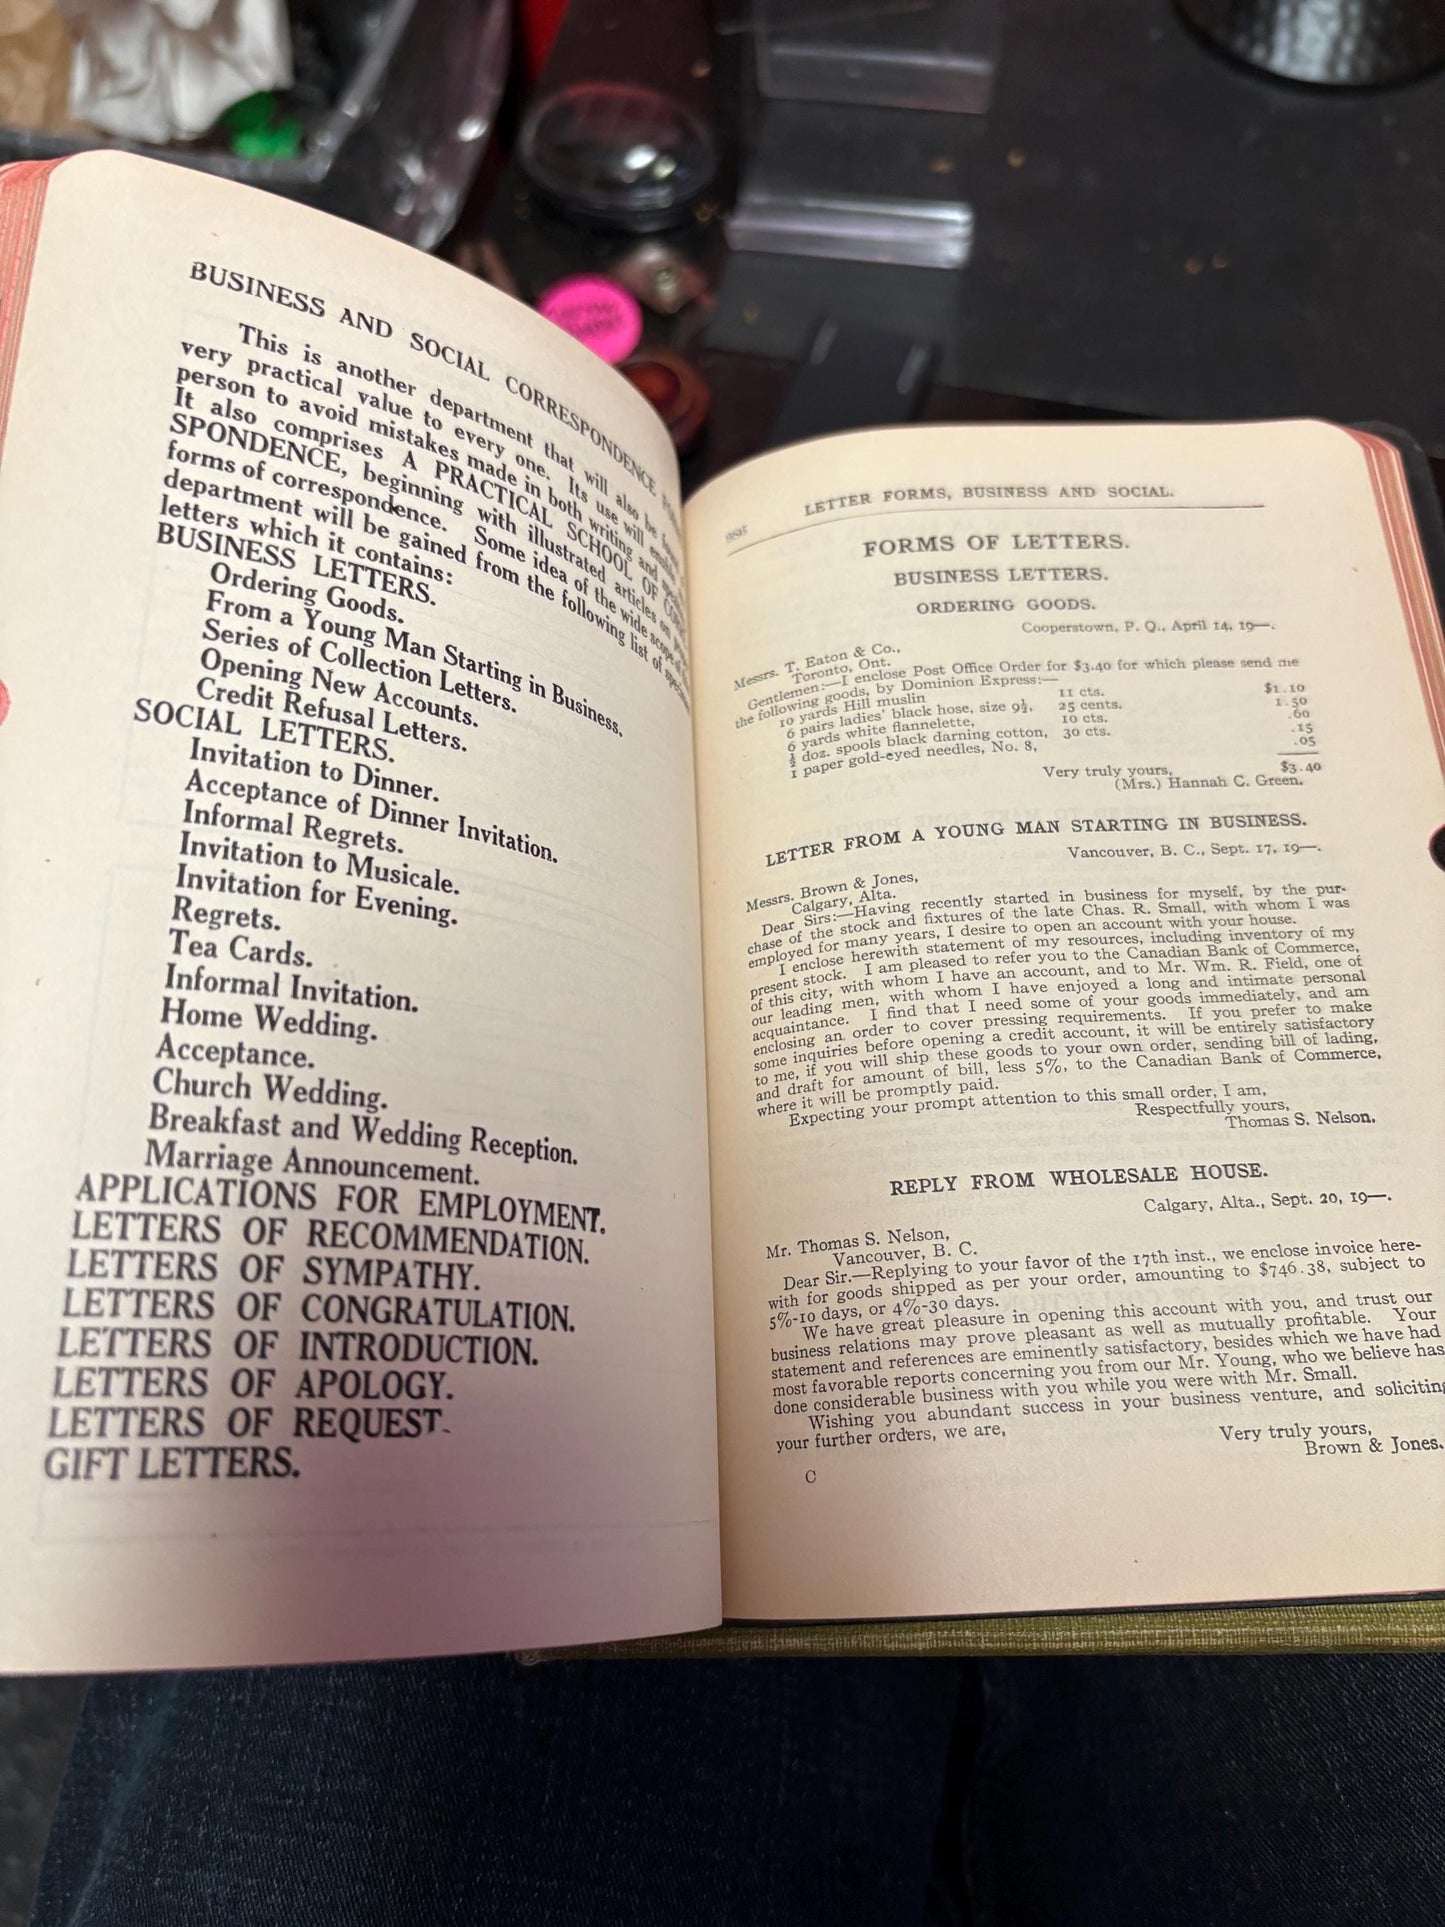 BUSINESS AND SOCIAL CORRESPONDENCE
This is another department that will also be
very practical value to every one. Its use will
person to avoid mistakes made in both writing and
It also comprises A PRACTICAL SCHOOL OF
SPONDENCE, beginning with illustrated articles on
forms of correspondence. Some idea of the wide scope of
department will be gained from the following list of
letters which it contains:
BUSINESS LETTERS.
Ordering Goods.
From a Young Man Starting in Business.
Series of Collection Letters.
Opening New Accounts.
Credit Refusal Letters.
SOCIAL LETTERS.
Invitation to Dinner.
Acceptance of Dinner Invitation.
Informal Regrets.
Invitation to Musicale.
Invitation for Evening.
Regrets.
Tea Cards.
Informal Invitation.
Home Wedding.
Acceptance.
Church Wedding.
Breakfast and Wedding Reception.
Marriage Announcement.
APPLICATIONS FOR EMPLOYMENT.
LETTERS OF RECOMMENDATION.
LETTERS OF SYMPATHY.
LETTERS OF CONGRATULATION.
LETTERS OF INTRODUCTION.
LETTERS OF APOLOGY.
LETTERS OF REQUEST.
GIFT LETTERS.
LETTER FORMS, BUSINESS AND SOCIAL.
FORMS OF LETTERS.
BUSINESS LETTERS.
ORDERING GOODS.
Cooperstown, P. Q., April 14, 19—.
Messrs. T. Eaton & Co.,
Toronto, Ont.
Gentlemen:—I enclose Post Office Order for $3.40 for which please send me
the following goods, by Dominion Express:—
10 yards Hill muslin 11 cts. $1.10
6 pairs ladies' black hose, size 9½, 25 cents. 1.50
6 yards white flannelette, 10 cts. .60
½ doz. spools black darning cotton, 30 cts. .15
1 paper gold-eyed needles, No. 8, .05
$3.40
Very truly yours,
(Mrs.) Hannah C. Green.
LETTER FROM A YOUNG MAN STARTING IN BUSINESS.
Vancouver, B. C., Sept. 17, 19—.
Messrs. Brown & Jones,
Calgary, Alta.
Dear Sirs:—Having recently started in business for myself, by the pur-
chase of the stock and fixtures of the late Chas. R. Small, with whom I was
employed for many years, I desire to open an account with your house.
I enclose herewith statement of my resources, including inventory of my
present stock. I am pleased to refer you to the Canadian Bank of Commerce,
of this city, with whom I have an account, and to Mr. Wm. R. Field, one of
our leading men, with whom I have enjoyed a long and intimate personal
acquaintance. I find that I need some of your goods immediately, and am
enclosing an order to cover pressing requirements. If you prefer to make
some inquiries before opening a credit account, it will be entirely satisfactory
to me, if you will ship these goods to your own order, sending bill of lading,
and draft for amount of bill, less 5%, to the Canadian Bank of Commerce,
where it will be promptly paid.
Expecting your prompt attention to this small order, I am,
Respectfully yours,
Thomas S. Nelson.
REPLY FROM WHOLESALE HOUSE.
Calgary, Alta., Sept. 20, 19—.
Mr. Thomas S. Nelson,
Vancouver, B. C.
Dear Sir.—Replying to your favor of the 17th inst., we enclose invoice here-
with for goods shipped as per your order, amounting to $746.38, subject to
5%-10 days, or 4%-30 days.
We have great pleasure in opening this account with you, and trust our
business relations may prove pleasant as well as mutually profitable. Your
statement and references are eminently satisfactory, besides which we have had
most favorable reports concerning you from our Mr. Young, who we believe has
done considerable business with you while you were with Mr. Small.
Wishing you abundant success in your business venture, and soliciting
your further orders, we are,
Very truly yours,
Brown & Jones.
C